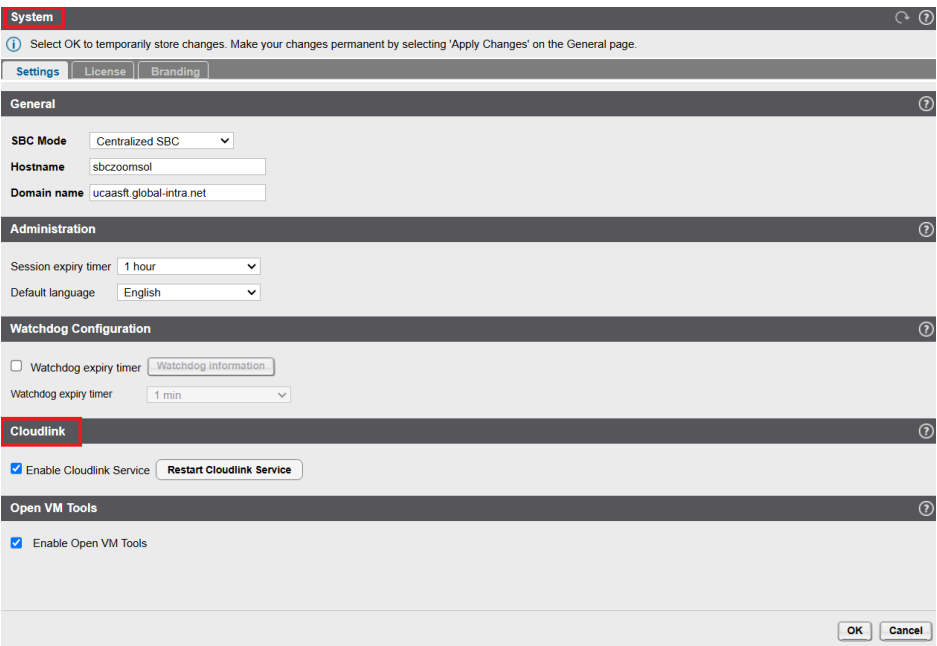 System
Select OK to temporarily store changes. Make your changes permanent by selecting 'Apply Changes' on the General page.
Settings License Branding
General
SBC Mode Centralized SBC
Hostname sbczoomsol
Domain name ucaasft.global-intra.net
Administration
Session expiry timer 1 hour
Default language English
Watchdog Configuration
Watchdog expiry timer Watchdog information
Watchdog expiry timer 1 min
Cloudlink
Enable Cloudlink Service Restart Cloudlink Service
Open VM Tools
Enable Open VM Tools
OK Cancel